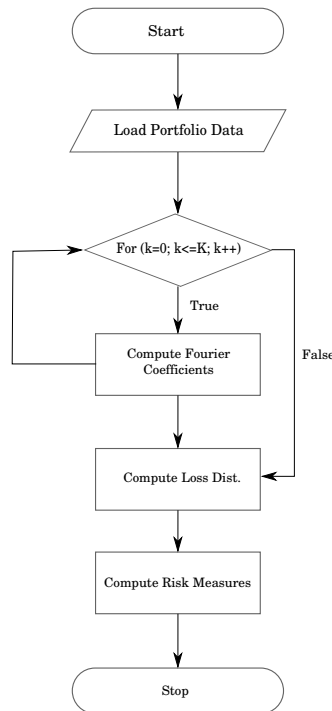 Start
Load Portfolio Data
For (k=0; k<=K; k++)
True
Compute Fourier
Coefficients
False
Compute Loss Dist.
Compute Risk Measures
Stop